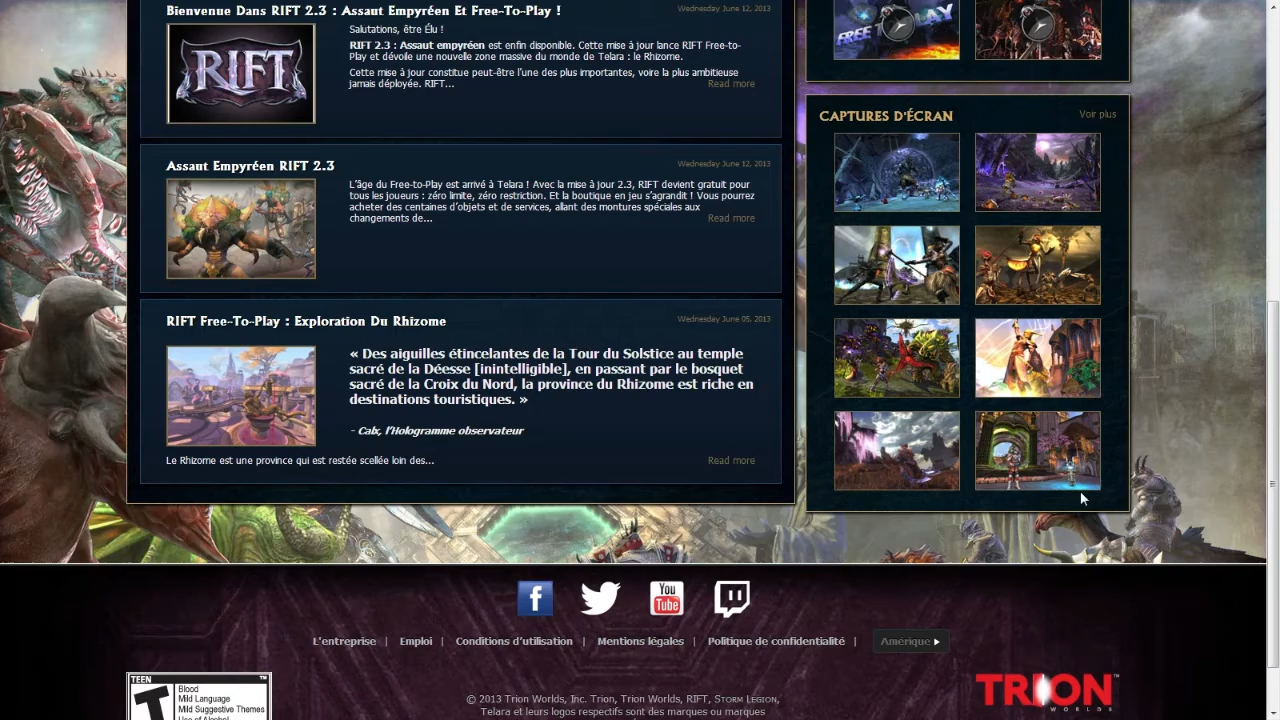 Bienvenue Dans RIFT 2.3 : Assaut Empyréen Et Free-To-Play !
Wednesday June 12, 2013
RIFT
Salutations, être Élu !
RIFT 2.3 : Assaut empyréen est enfin disponible. Cette mise à jour lance RIFT Free-to-
Play et dévoile une nouvelle zone massive du monde de Telara : le Rhizome.
Cette mise à jour constitue peut-être l'une des plus importantes, voire la plus ambitieuse
jamais déployée. RIFT...
Read more
Assaut Empyréen RIFT 2.3
Wednesday June 12, 2013
L'âge du Free-to-Play est arrivé à Telara ! Avec la mise à jour 2.3, RIFT devient gratuit pour
tous les joueurs : zéro limite, zéro restriction. Et la boutique en jeu s'agrandit ! Vous pourrez
acheter des centaines d'objets et de services, allant des montures spéciales aux
changements de...
Read more
RIFT Free-To-Play : Exploration Du Rhizome
Wednesday June 05, 2013
« Des aiguilles étincelantes de la Tour du Solstice au temple
sacré de la Déesse [inintelligible], en passant par le bosquet
sacré de la Croix du Nord, la province du Rhizome est riche en
destinations touristiques. »
- Calx, l'Hologramme observateur
Le Rhizome est une province qui est restée scellée loin des...
Read more
FREE PLAY
CAPTURES D'ÉCRAN
Voir plus
f
You
Tube
L'entreprise |
Emploi |
Conditions d'utilisation |
Mentions légales |
Politique de confidentialité |
Amérique
TEEN
T
Blood
Mild Language
Mild Suggestive Themes
Use of Alcohol
© 2013 Trion Worlds, Inc. Trion, Trion Worlds, RIFT, STORM LEGION,
Telara et leurs logos respectifs sont des marques ou marques
TRION
WORLDS